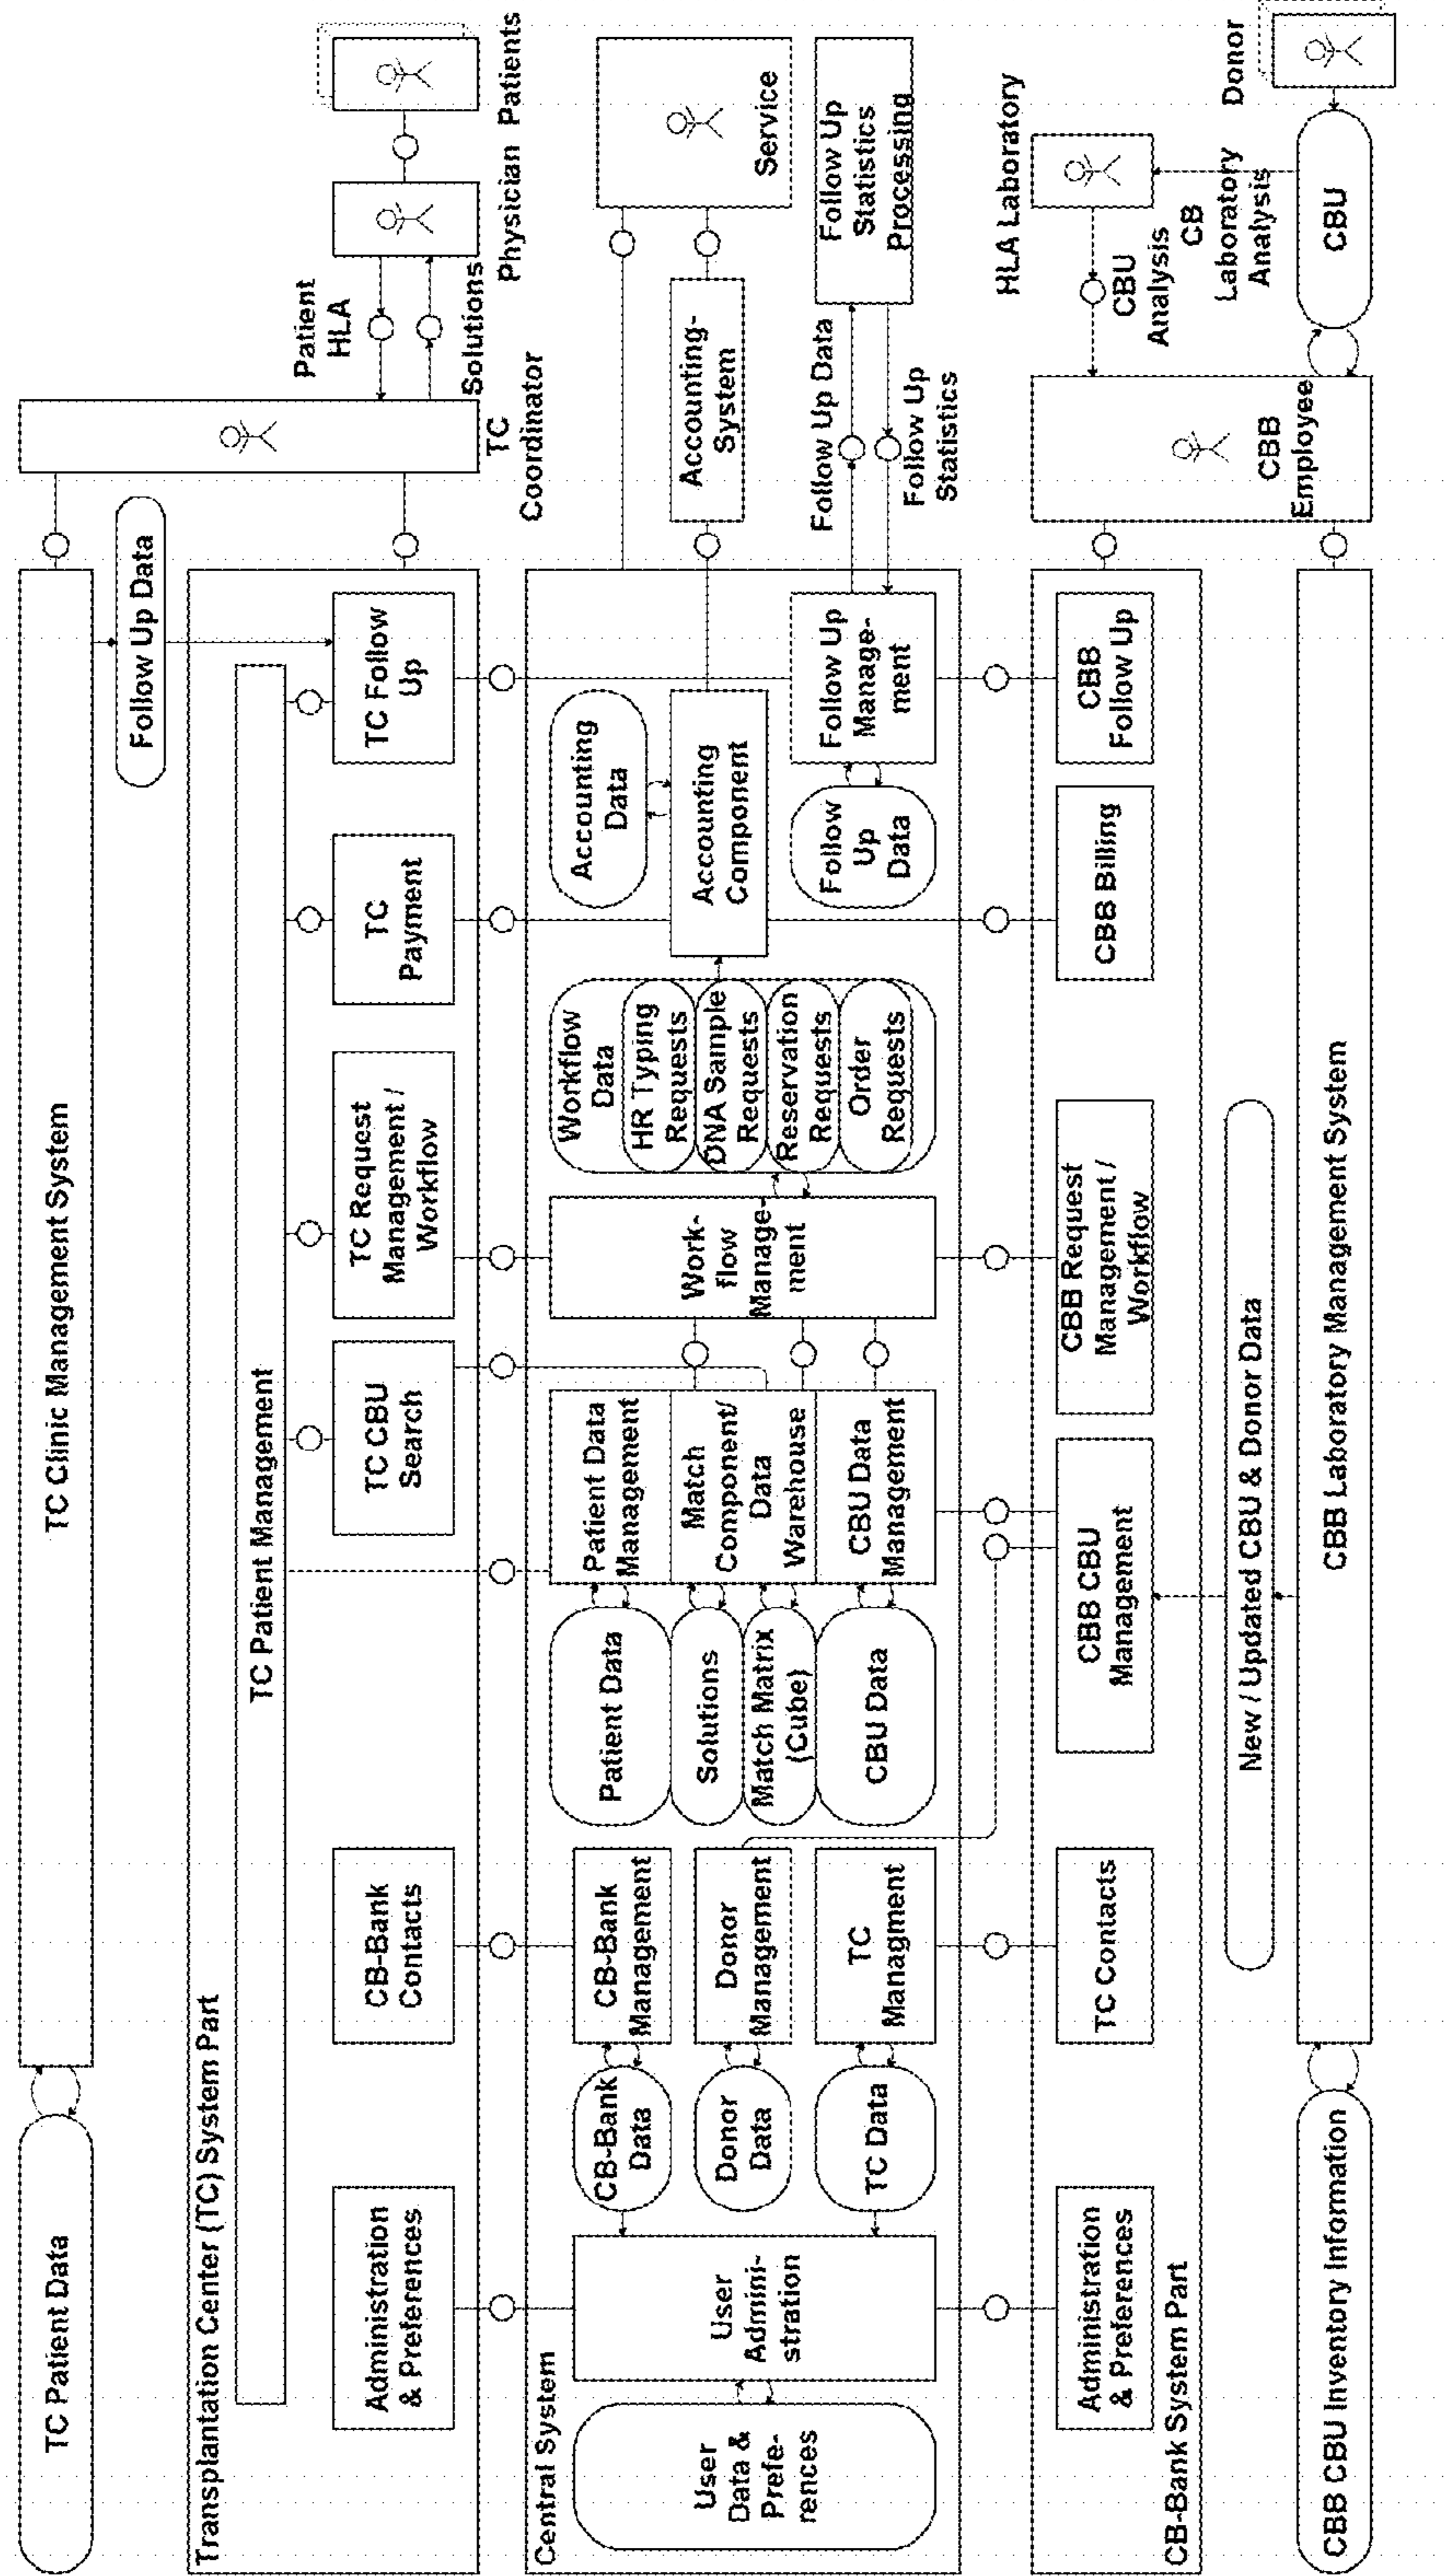 TC Patient Data
TC Clinic Management System
Follow Up Data
Transplantation Center (TC) System Part
TC Patient Management
Administration
& Preferences
CB-Bank
Contacts
TC CBU
Search
TC Request
Management /
Workflow
TC
Payment
TC Follow
Up
TC
Coordinator
Patient
HLA
Solutions
Physician
Patients
Central System
User
Data &
Prefe-
rences
User
Admini-
stration
CB-Bank
Data
Donor
Data
TC Data
CB-Bank
Management
Donor
Management
TC
Managment
Patient Data
Solutions
Match Matrix
(Cube)
CBU Data
Patient Data
Management
Match
Component/
Data
Warehouse
CBU Data
Management
Work-
flow
Manage-
ment
Workflow
Data
HR Typing
Requests
DNA Sample
Requests
Reservation
Requests
Order
Requests
Accounting
Data
Accounting
Component
Follow
Up
Data
Follow Up
Manage-
ment
Accounting-
System
Service
Follow Up Data
Follow Up
Statistics
Follow Up
Statistics
Processing
CB-Bank System Part
Administration
& Preferences
TC Contacts
CBB CBU
Management
CBB Request
Management /
Workflow
CBB Billing
CBB
Follow Up
CBB
Employee
HLA Laboratory
CBU
Analysis
CB
Laboratory
Analysis
CBU
Donor
New / Updated CBU & Donor Data
CBB CBU Inventory Information
CBB Laboratory Management System